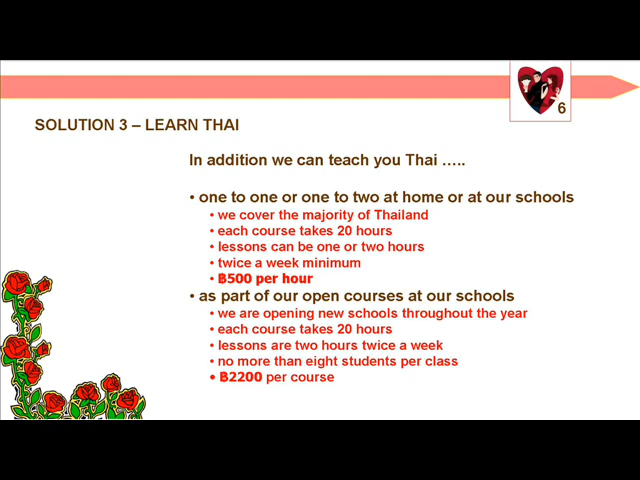 6
SOLUTION 3 – LEARN THAI
In addition we can teach you Thai …..
• one to one or one to two at home or at our schools
• we cover the majority of Thailand
• each course takes 20 hours
• lessons can be one or two hours
• twice a week minimum
• ฿500 per hour
• as part of our open courses at our schools
• we are opening new schools throughout the year
• each course takes 20 hours
• lessons are two hours twice a week
• no more than eight students per class
• ฿2200 per course